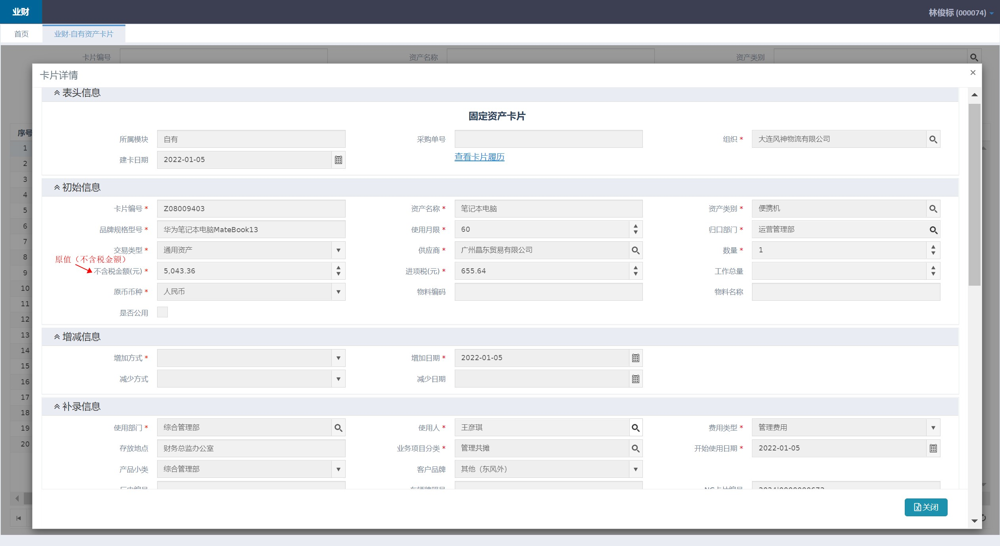 业财
林俊标 (000074)
首页
业财-自有资产卡片
卡片编号
资产名称
资产类别
卡片详情
表头信息
固定资产卡片
所属模块 自有
采购单号
组织 * 大连风神物流有限公司
建卡日期 2022-01-05
查看卡片履历
初始信息
卡片编号 * Z08009403
资产名称 * 笔记本电脑
资产类别 * 便携机
品牌规格型号 * 华为笔记本电脑MateBook13
使用月限 * 60
归口部门 * 运营管理部
交易类型 * 通用资产
供应商 * 广州晶东贸易有限公司
数量 * 1
原值（不含税金额）
不含税金额(元) * 5,043.36
进项税(元) * 655.64
工作总量
原币币种 * 人民币
物料编码
物料名称
是否公用
增减信息
增加方式 *
增加日期 * 2022-01-05
减少方式
减少日期
补录信息
使用部门 * 综合管理部
使用人 * 王彦琪
费用类型 * 管理费用
存放地点 财务总监办公室
业务项目分类 * 管理共摊
开始使用日期 * 2022-01-05
产品小类 综合管理部
客户品牌 其他（东风外）
关闭
序号
1
2
3
4
5
6
7
8
9
10
11
12
13
14
15
16
17
18
19
20